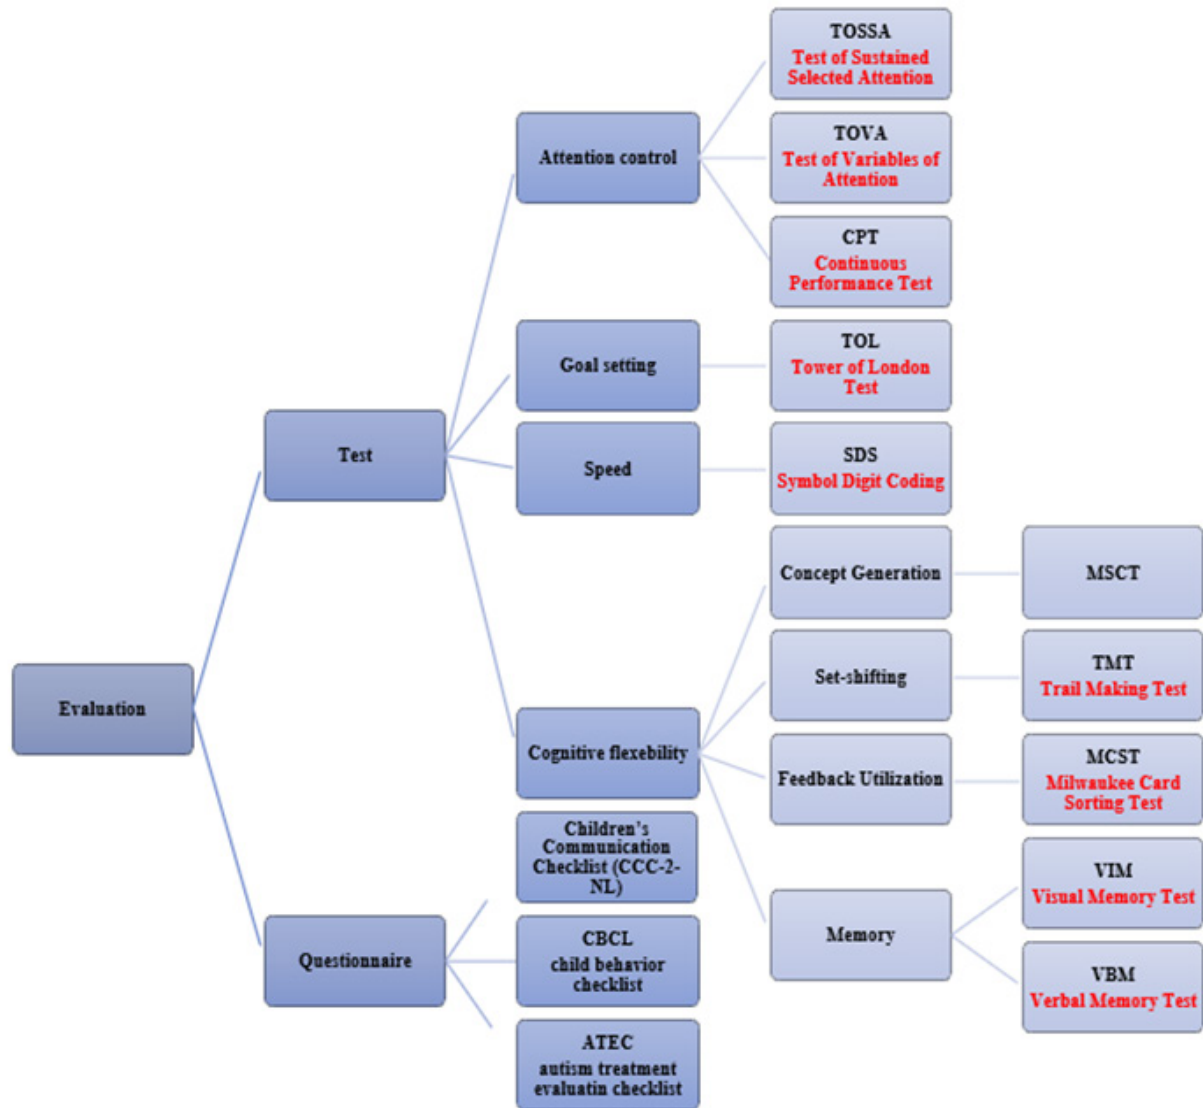 Evaluation
Test
Attention control
TOSSA
Test of Sustained
Selected Attention
TOVA
Test of Variables of
Attention
CPT
Continuous
Performance Test
Goal setting
TOL
Tower of London
Test
Speed
SDS
Symbol Digit Coding
Cognitive flexebility
Concept Generation
MSCT
Set-shifting
TMT
Trail Making Test
Feedback Utilization
MCST
Milwaukee Card
Sorting Test
Memory
VIM
Visual Memory Test
VBM
Verbal Memory Test
Questionnaire
Children’s
Communication
Checklist (CCC-2-
NL)
CBCL
child behavior
checklist
ATEC
autism treatment
evaluatin checklist